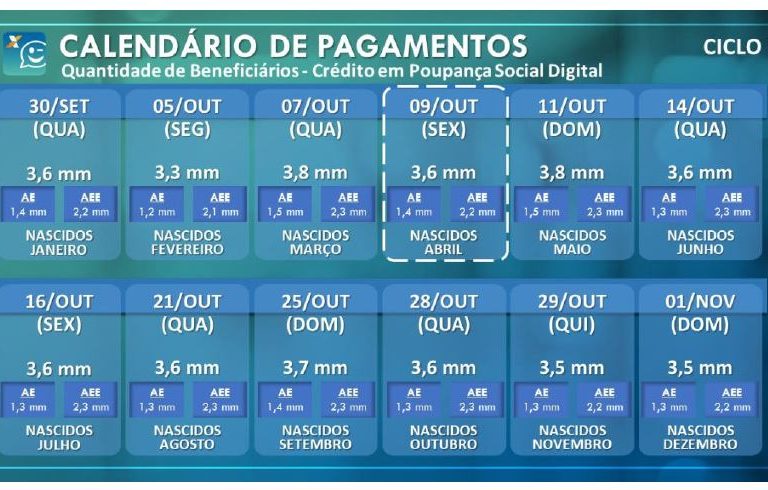 CALENDÁRIO DE PAGAMENTOS
CICLO
Quantidade de Beneficiários - Crédito em Poupança Social Digital
30/SET 05/OUT 07/OUT 09/OUT 11/OUT 14/OUT
(QUA) (SEG) (QUA) (SEX) (DOM) (QUA)
3,6 mm 3,3 mm 3,8 mm 3,6 mm 3,8 mm 3,6 mm
AE AEE AE AEE AE AEE AE AEE AE AEE AE AEE
1,4 mm 2,2 mm 1,2 mm 2,1 mm 1,5 mm 2,3 mm 1,4 mm 2,2 mm 1,5 mm 2,3 mm 1,3 mm 2,3 mm
NASCIDOS NASCIDOS NASCIDOS NASCIDOS NASCIDOS NASCIDOS
JANEIRO FEVEREIRO MARÇO ABRIL MAIO JUNHO
16/OUT 21/OUT 25/OUT 28/OUT 29/OUT 01/NOV
(SEX) (QUA) (DOM) (QUA) (QUI) (DOM)
3,6 mm 3,6 mm 3,7 mm 3,6 mm 3,5 mm 3,5 mm
AE AEE AE AEE AE AEE AE AEE AE AEE AE AEE
1,3 mm 2,3 mm 1,3 mm 2,3 mm 1,4 mm 2,3 mm 1,3 mm 2,3 mm 1,3 mm 2,2 mm 1,3 mm 2,2 mm
NASCIDOS NASCIDOS NASCIDOS NASCIDOS NASCIDOS NASCIDOS
JULHO AGOSTO SETEMBRO OUTUBRO NOVEMBRO DEZEMBRO